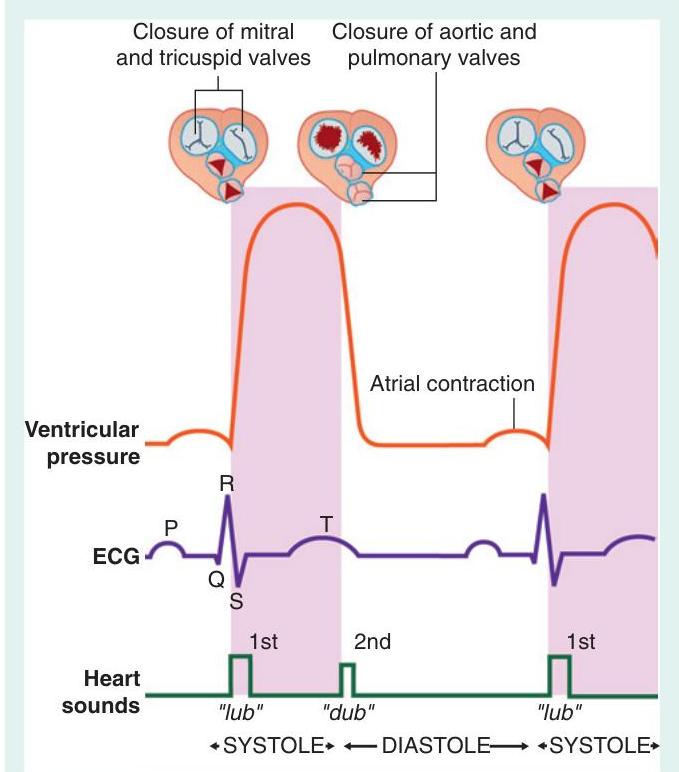 Closure of mitral
and tricuspid valves
Closure of aortic and
pulmonary valves
Atrial contraction
Ventricular
pressure
R
P
T
ECG
Q
S
1st
2nd
1st
Heart
sounds
"lub"
"dub"
"lub"
SYSTOLE
DIASTOLE
SYSTOLE